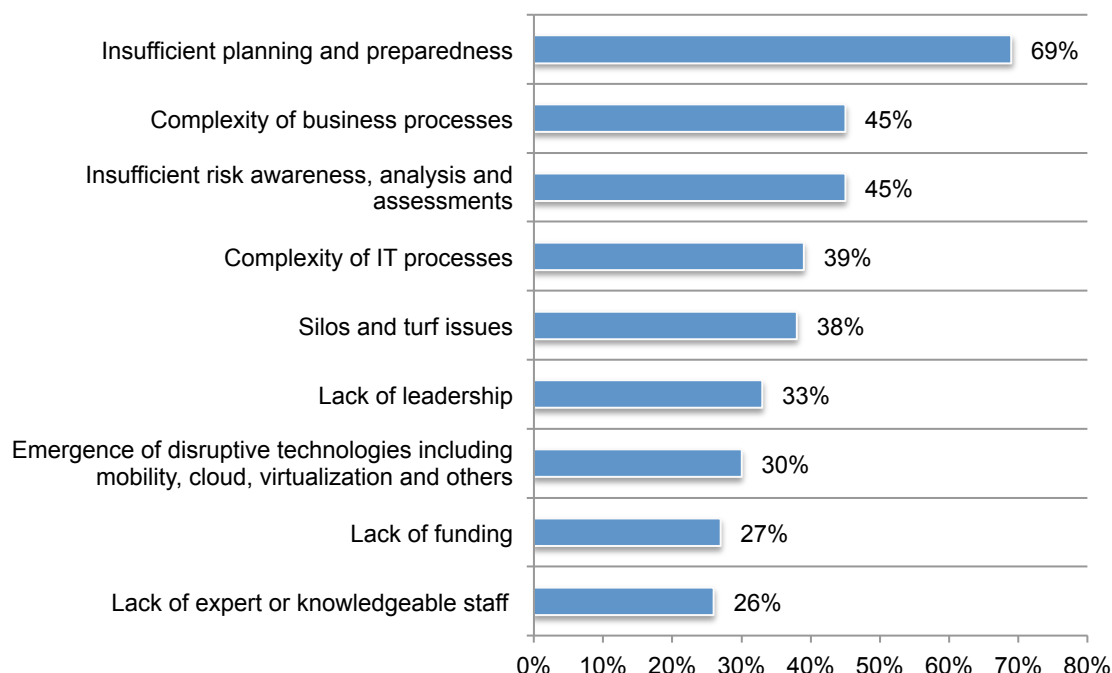 Insufficient planning and preparedness
69%
Complexity of business processes
45%
Insufficient risk awareness, analysis and
assessments
45%
Complexity of IT processes
39%
Silos and turf issues
38%
Lack of leadership
33%
Emergence of disruptive technologies including
mobility, cloud, virtualization and others
30%
Lack of funding
27%
Lack of expert or knowledgeable staff
26%
0% 10% 20% 30% 40% 50% 60% 70% 80%